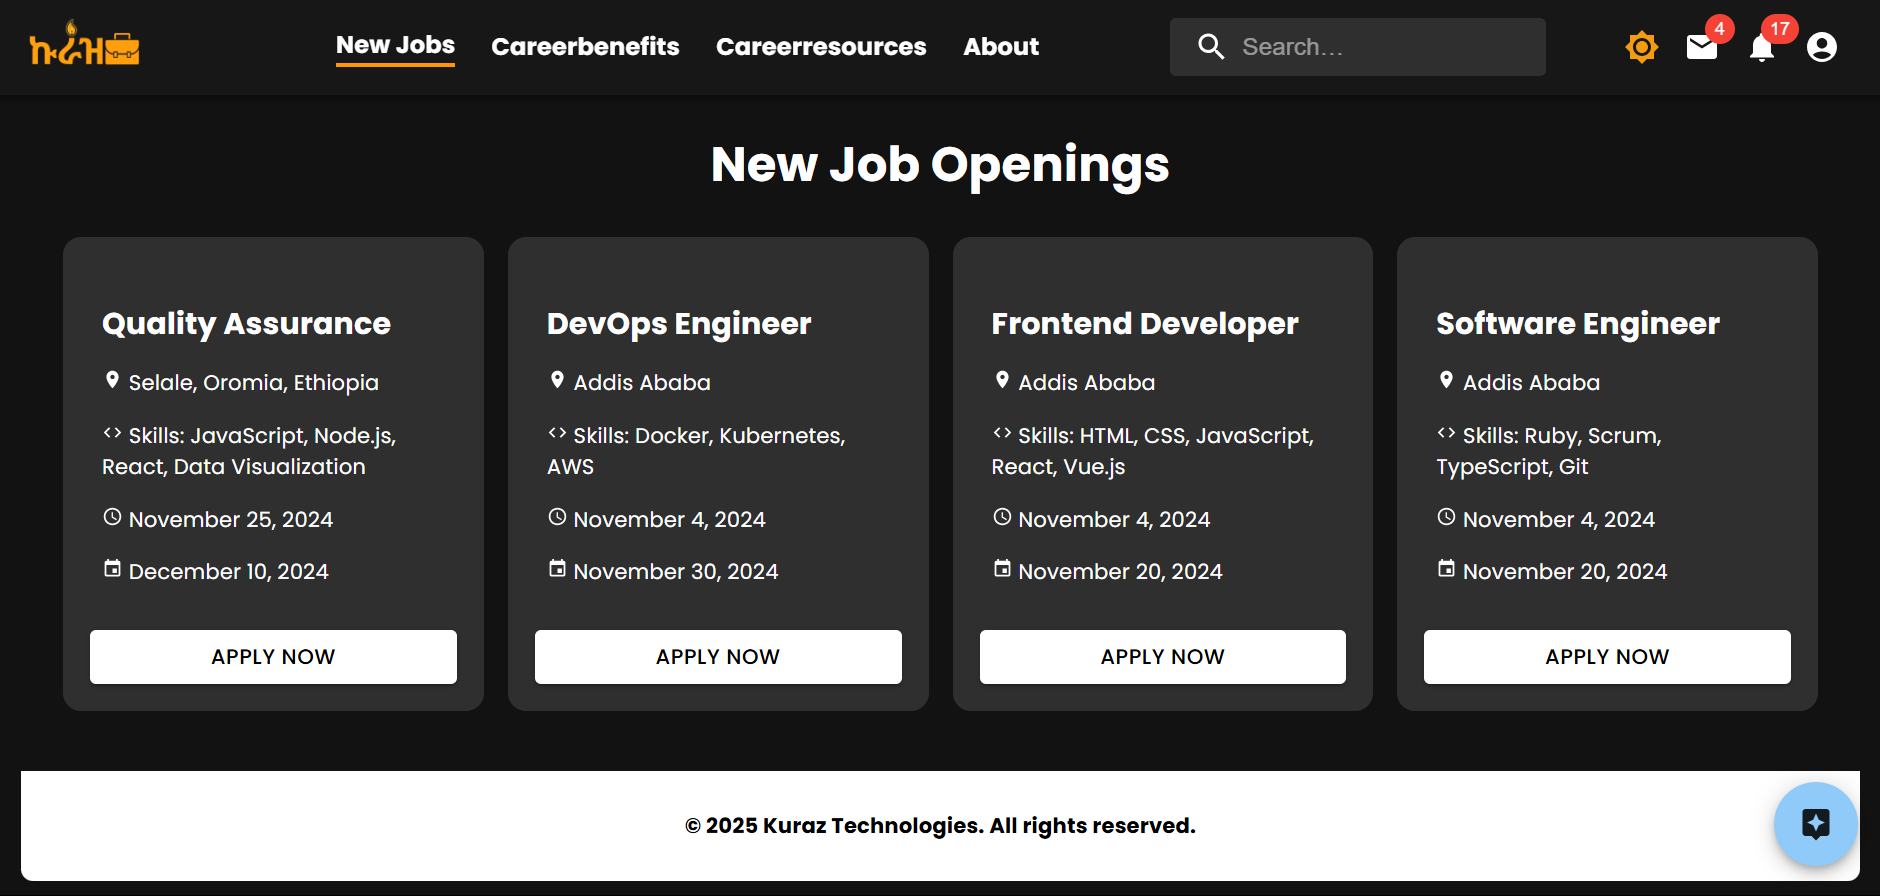 ኩራዝ
New Jobs
Careerbenefits
Careerresources
About
Search...
4
17
New Job Openings
Quality Assurance
Selale, Oromia, Ethiopia
Skills: JavaScript, Node.js,
React, Data Visualization
November 25, 2024
December 10, 2024
APPLY NOW
DevOps Engineer
Addis Ababa
Skills: Docker, Kubernetes,
AWS
November 4, 2024
November 30, 2024
APPLY NOW
Frontend Developer
Addis Ababa
Skills: HTML, CSS, JavaScript,
React, Vue.js
November 4, 2024
November 20, 2024
APPLY NOW
Software Engineer
Addis Ababa
Skills: Ruby, Scrum,
TypeScript, Git
November 4, 2024
November 20, 2024
APPLY NOW
© 2025 Kuraz Technologies. All rights reserved.